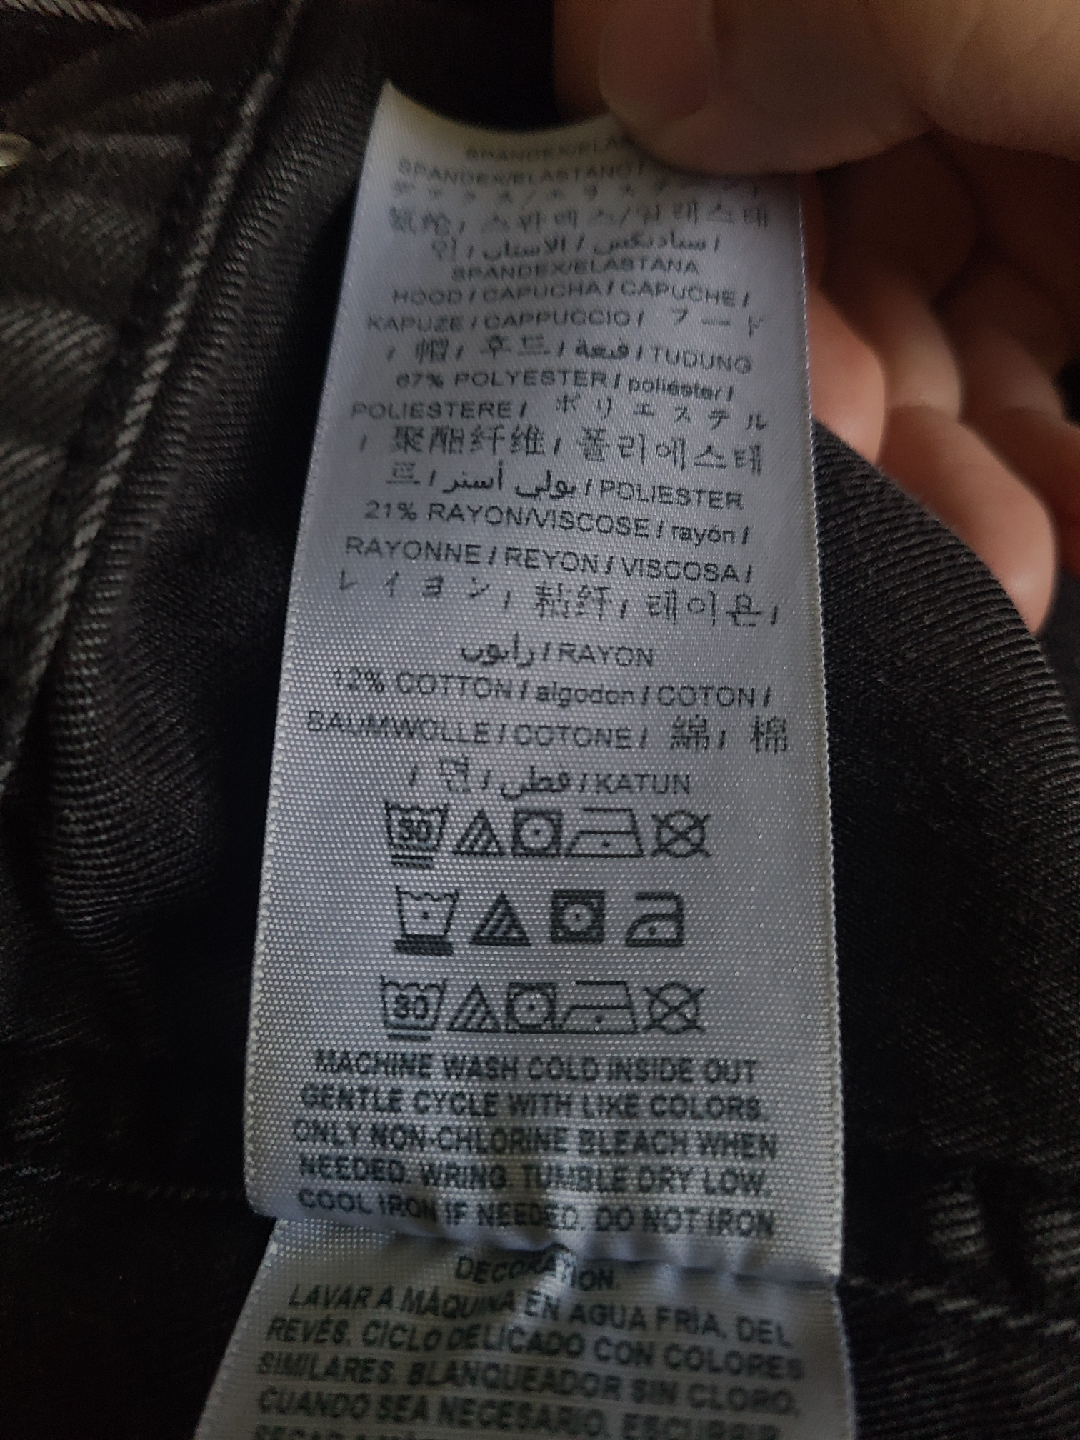 SPANDEX/ELASTANO/
氨纶/ 스판덱스/엘래스테
인/سباندكس / الاستان/
SPANDEX/ELASTANA
HOOD/CAPUCHA/CAPUCHE/
KAPUZE/CAPPUCCIO/ フード
/ 帽/ 후드/قبعة/TUDUNG
67% POLYESTER/poliéster/
POLIESTERE/ ポリエステル
/ 聚酯纤维/ 폴리에스테
르/بولي أستر/POLIESTER
21% RAYON/VISCOSE/rayón/
RAYONNE/REYON/VISCOSA/
レイヨン/ 粘纤/ 레이온/
رايون/RAYON
12% COTTON/algodon/COTON/
BAUMWOLLE/COTONE/ 綿/ 棉
/ 면/قطن/KATUN
30
30
MACHINE WASH COLD INSIDE OUT
GENTLE CYCLE WITH LIKE COLORS.
ONLY NON-CHLORINE BLEACH WHEN
NEEDED. WRING. TUMBLE DRY LOW.
COOL IRON IF NEEDED. DO NOT IRON
DECORATION.
LAVAR A MÁQUINA EN AGUA FRÍA, DEL
REVÉS. CICLO DELICADO CON COLORES
SIMILARES. BLANQUEADOR SIN CLORO,
CUANDO SEA NECESARIO. ESCURRIR.